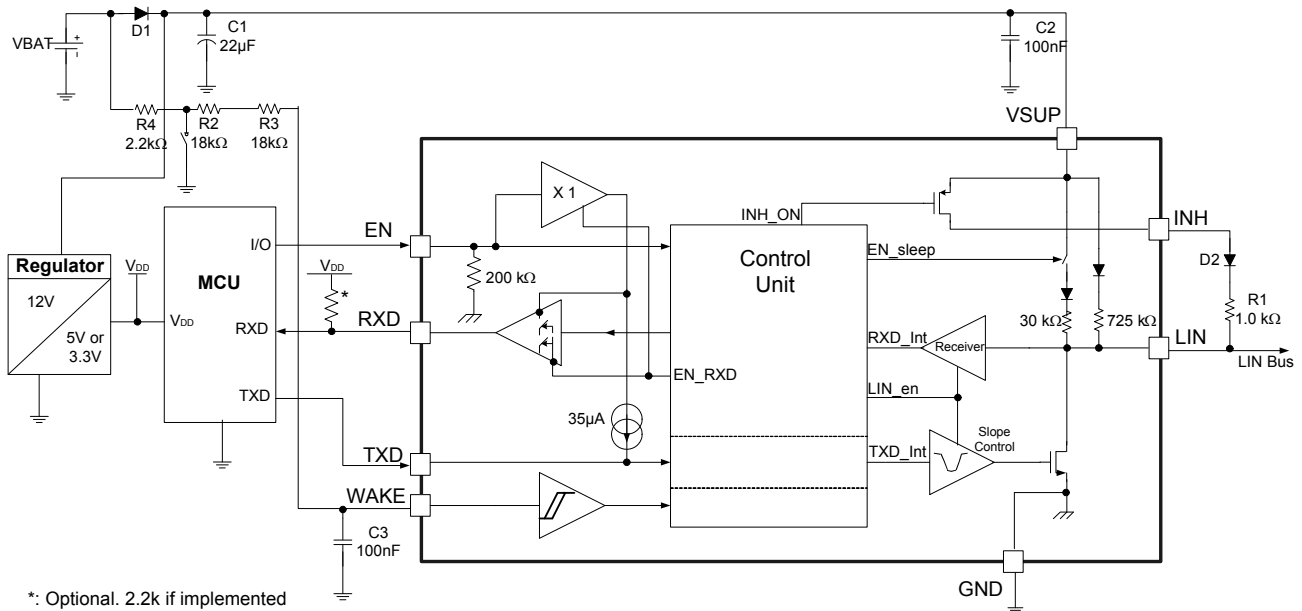 D1
VBAT
+
-
C1
22µF
C2
100nF
R4
2.2kΩ
R2
18kΩ
R3
18kΩ
VSUP
X 1
INH_ON
INH
I/O
EN
EN_sleep
Control
Unit
D2
Regulator
12V
5V or
3.3V
VDD
VDD
MCU
VDD
*
200 kΩ
RXD
RXD
30 kΩ
725 kΩ
R1
1.0 kΩ
RXD_Int
Receiver
LIN
LIN Bus
EN_RXD
LIN_en
TXD
35µA
TXD
TXD_Int
Slope
Control
WAKE
C3
100nF
GND
*: Optional. 2.2k if implemented